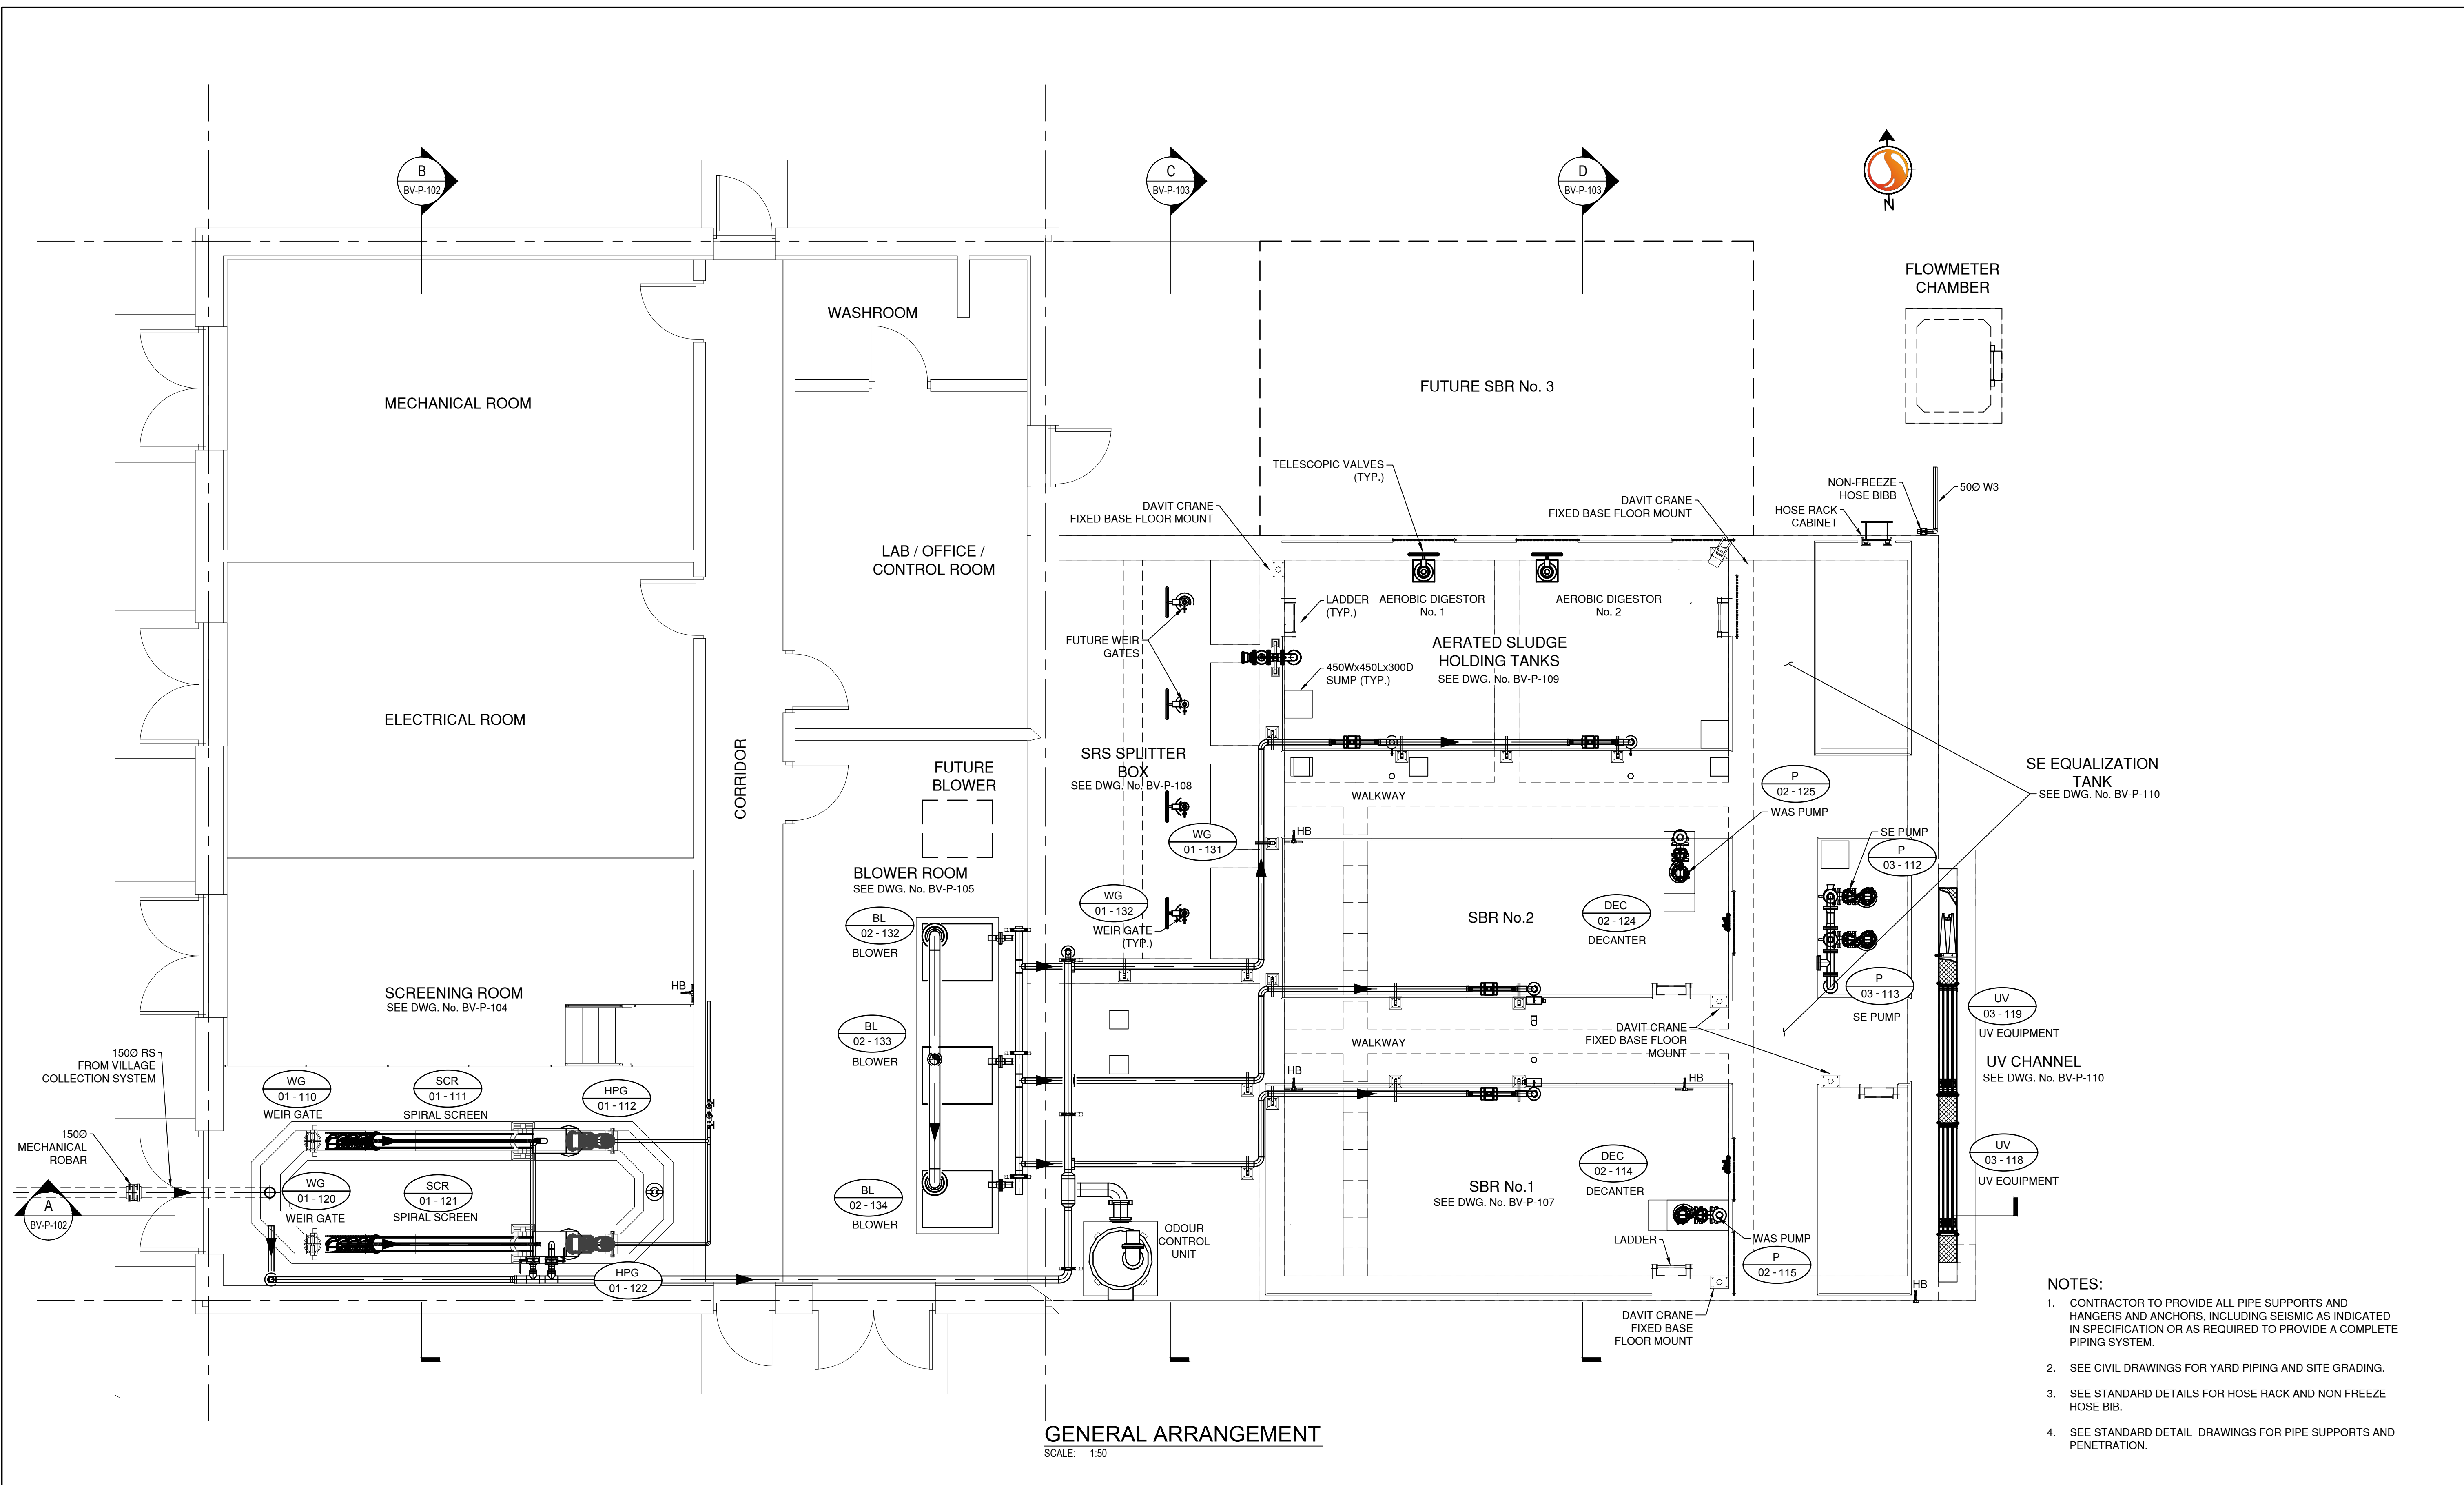 B
BV-P-102
C
BV-P-103
D
BV-P-103
N
FLOWMETER
CHAMBER
WASHROOM
MECHANICAL ROOM
FUTURE SBR No. 3
TELESCOPIC VALVES
(TYP.)
DAVIT CRANE
FIXED BASE FLOOR MOUNT
DAVIT CRANE
FIXED BASE FLOOR MOUNT
NON-FREEZE
HOSE BIBB
50Ø W3
HOSE RACK
CABINET
LAB / OFFICE /
CONTROL ROOM
LADDER
(TYP.)
AEROBIC DIGESTOR
No. 1
AEROBIC DIGESTOR
No. 2
FUTURE WEIR
GATES
AERATED SLUDGE
HOLDING TANKS
SEE DWG. No. BV-P-109
450Wx450Lx300D
SUMP (TYP.)
ELECTRICAL ROOM
CORRIDOR
SRS SPLITTER
BOX
SEE DWG. No. BV-P-108
FUTURE
BLOWER
SE EQUALIZATION
TANK
SEE DWG. No. BV-P-110
P
02 - 125
WAS PUMP
WALKWAY
WG
01 - 131
HB
SE PUMP
P
03 - 112
BLOWER ROOM
SEE DWG. No. BV-P-105
WG
01 - 132
WEIR GATE
(TYP.)
BL
02 - 132
BLOWER
SBR No.2
DEC
02 - 124
DECANTER
SCREENING ROOM
SEE DWG. No. BV-P-104
HB
P
03 - 113
SE PUMP
UV
03 - 119
UV EQUIPMENT
BL
02 - 133
BLOWER
DAVIT CRANE
FIXED BASE FLOOR
MOUNT
WALKWAY
UV CHANNEL
SEE DWG. No. BV-P-110
150Ø RS
FROM VILLAGE
COLLECTION SYSTEM
WG
01 - 110
WEIR GATE
SCR
01 - 111
SPIRAL SCREEN
HPG
01 - 112
HB
HB
150Ø
MECHANICAL
ROBAR
UV
03 - 118
UV EQUIPMENT
A
BV-P-102
WG
01 - 120
WEIR GATE
SCR
01 - 121
SPIRAL SCREEN
BL
02 - 134
BLOWER
SBR No.1
SEE DWG. No. BV-P-107
DEC
02 - 114
DECANTER
ODOUR
CONTROL
UNIT
LADDER
WAS PUMP
P
02 - 115
HPG
01 - 122
HB
DAVIT CRANE
FIXED BASE
FLOOR MOUNT
NOTES:
1. CONTRACTOR TO PROVIDE ALL PIPE SUPPORTS AND
HANGERS AND ANCHORS, INCLUDING SEISMIC AS INDICATED
IN SPECIFICATION OR AS REQUIRED TO PROVIDE A COMPLETE
PIPING SYSTEM.
2. SEE CIVIL DRAWINGS FOR YARD PIPING AND SITE GRADING.
3. SEE STANDARD DETAILS FOR HOSE RACK AND NON FREEZE
HOSE BIB.
4. SEE STANDARD DETAIL DRAWINGS FOR PIPE SUPPORTS AND
PENETRATION.
GENERAL ARRANGEMENT
SCALE: 1:50